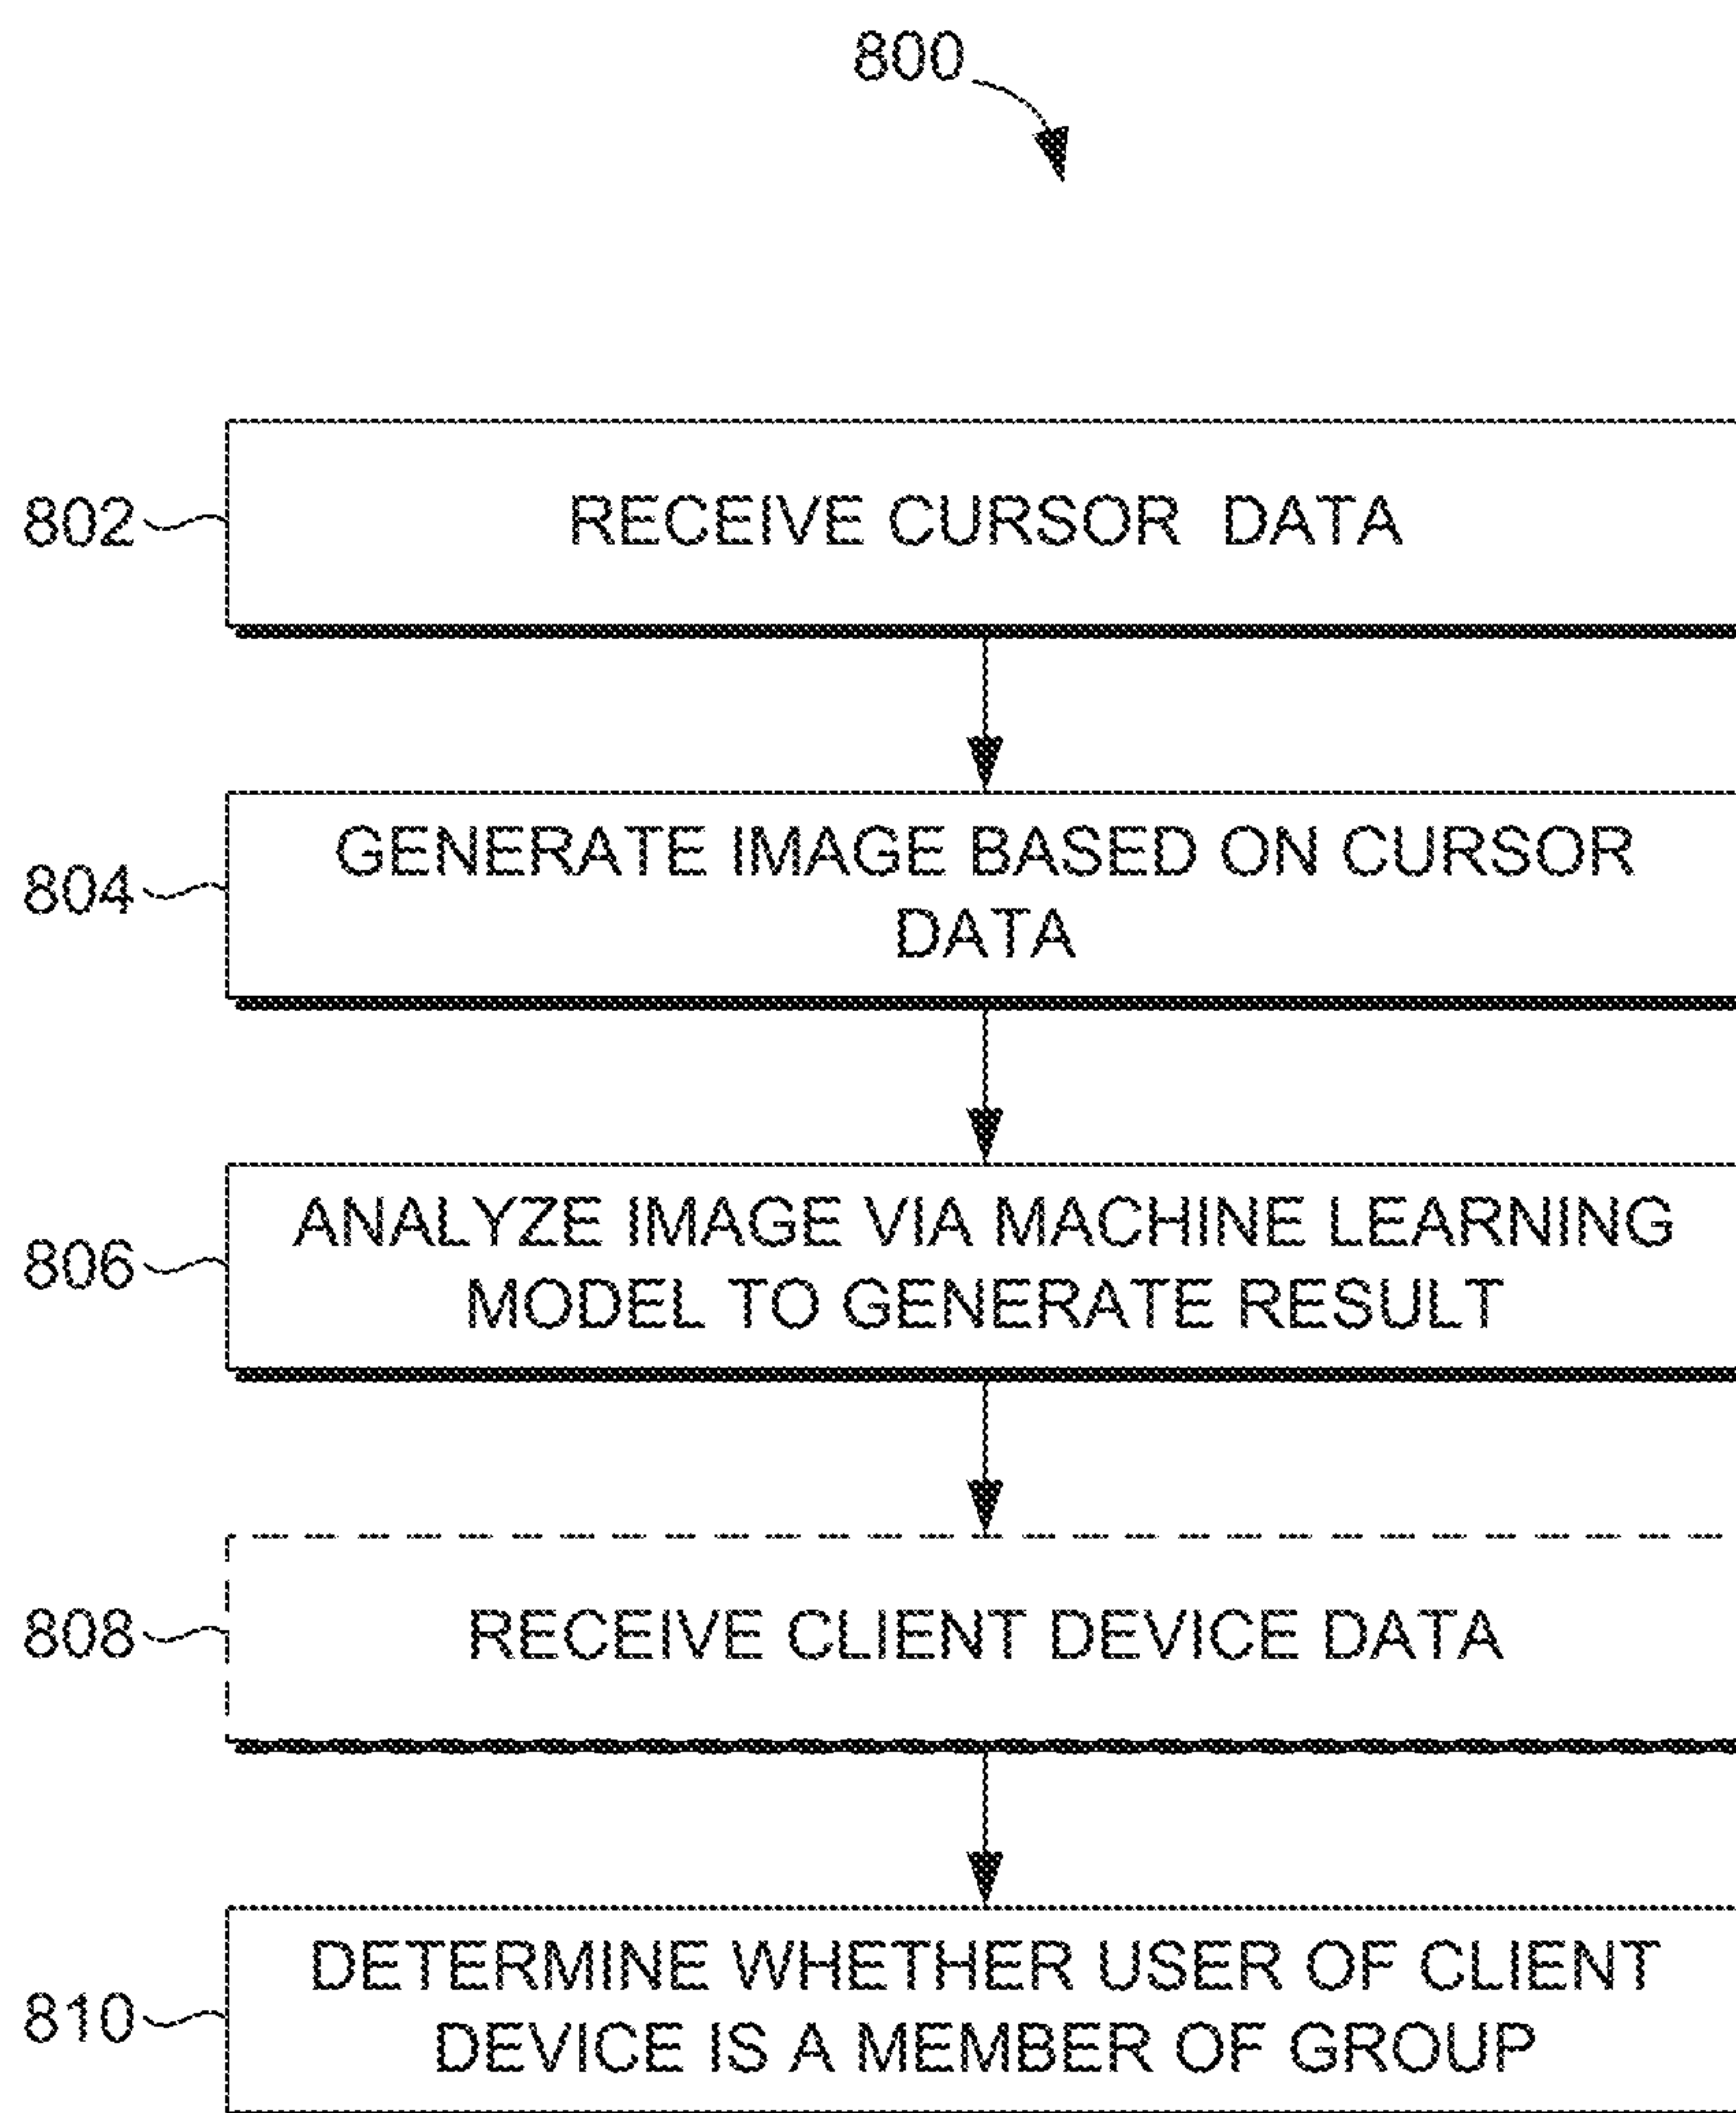 800
802
RECEIVE CURSOR DATA
804
GENERATE IMAGE BASED ON CURSOR
DATA
806
ANALYZE IMAGE VIA MACHINE LEARNING
MODEL TO GENERATE RESULT
808
RECEIVE CLIENT DEVICE DATA
810
DETERMINE WHETHER USER OF CLIENT
DEVICE IS A MEMBER OF GROUP